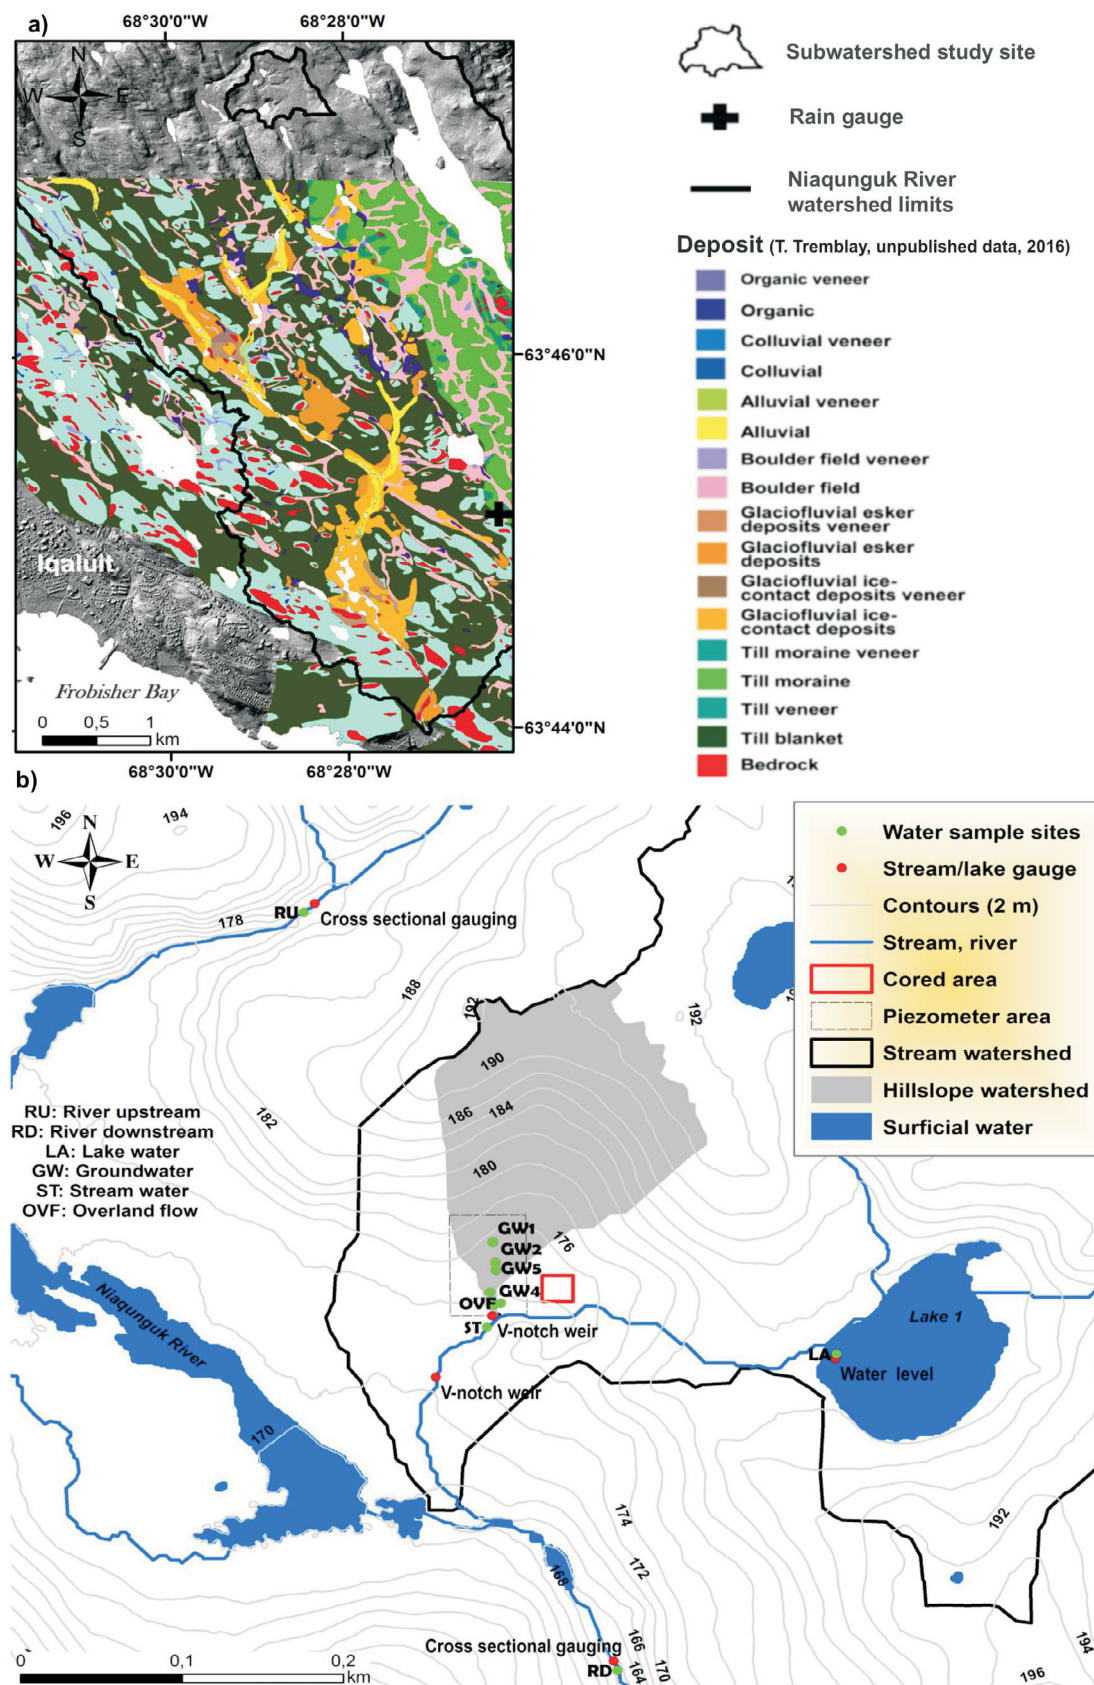 a)
68°30'0"W
68°28'0"W
N
W
E
S
63°46'0"N
Iqaluit
Frobisher Bay
0
0,5
1
km
63°44'0"N
68°30'0"W
68°28'0"W
Subwatershed study site
Rain gauge
Niaqunguk River
watershed limits
Deposit (T. Tremblay, unpublished data, 2016)
Organic veneer
Organic
Colluvial veneer
Colluvial
Alluvial veneer
Alluvial
Boulder field veneer
Boulder field
Glaciofluvial esker
deposits veneer
Glaciofluvial esker
deposits
Glaciofluvial ice-
contact deposits veneer
Glaciofluvial ice-
contact deposits
Till moraine veneer
Till moraine
Till veneer
Till blanket
Bedrock
b)
196
194
N
W
E
S
RU
178
Cross sectional gauging
188
192
192
190
186
184
182
180
176
RU: River upstream
RD: River downstream
LA: Lake water
GW: Groundwater
ST: Stream water
OVF: Overland flow
GW1
GW2
GW5
GW4
OVF
ST
V-notch weir
V-notch weir
Niaqunguk River
170
Lake 1
LA
Water level
192
174
172
168
166
164
170
194
196
Cross sectional gauging
RD
0
0,1
0,2
km
Water sample sites
Stream/lake gauge
Contours (2 m)
Stream, river
Cored area
Piezometer area
Stream watershed
Hillslope watershed
Surficial water